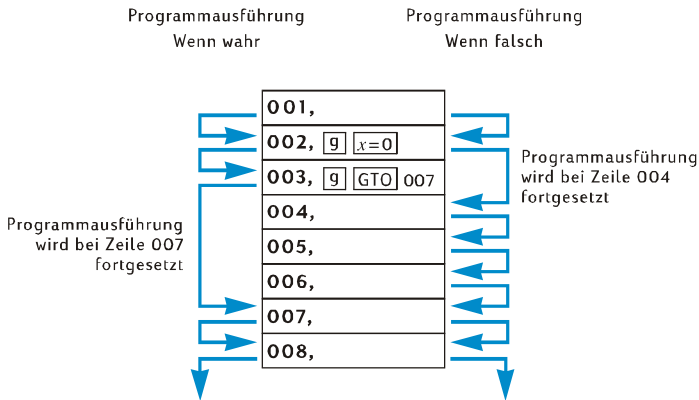 Programmausführung
Wenn wahr
Programmausführung
Wenn falsch
001,
002, g x=0
003, g GTO 007
004,
005,
006,
007,
008,
Programmausführung
wird bei Zeile 007
fortgesetzt
Programmausführung
wird bei Zeile 004
fortgesetzt